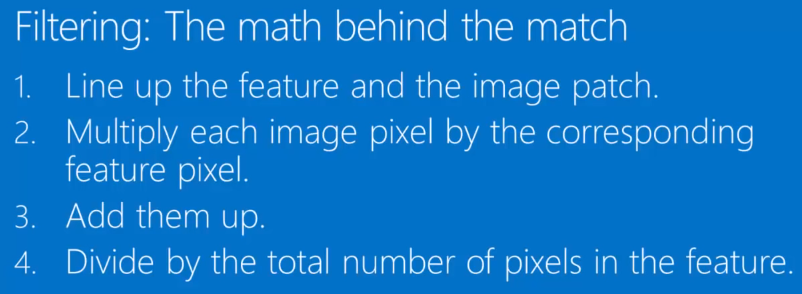 Filtering: The math behind the match
1. Line up the feature and the image patch.
2. Multiply each image pixel by the corresponding
feature pixel.
3. Add them up.
4. Divide by the total number of pixels in the feature.